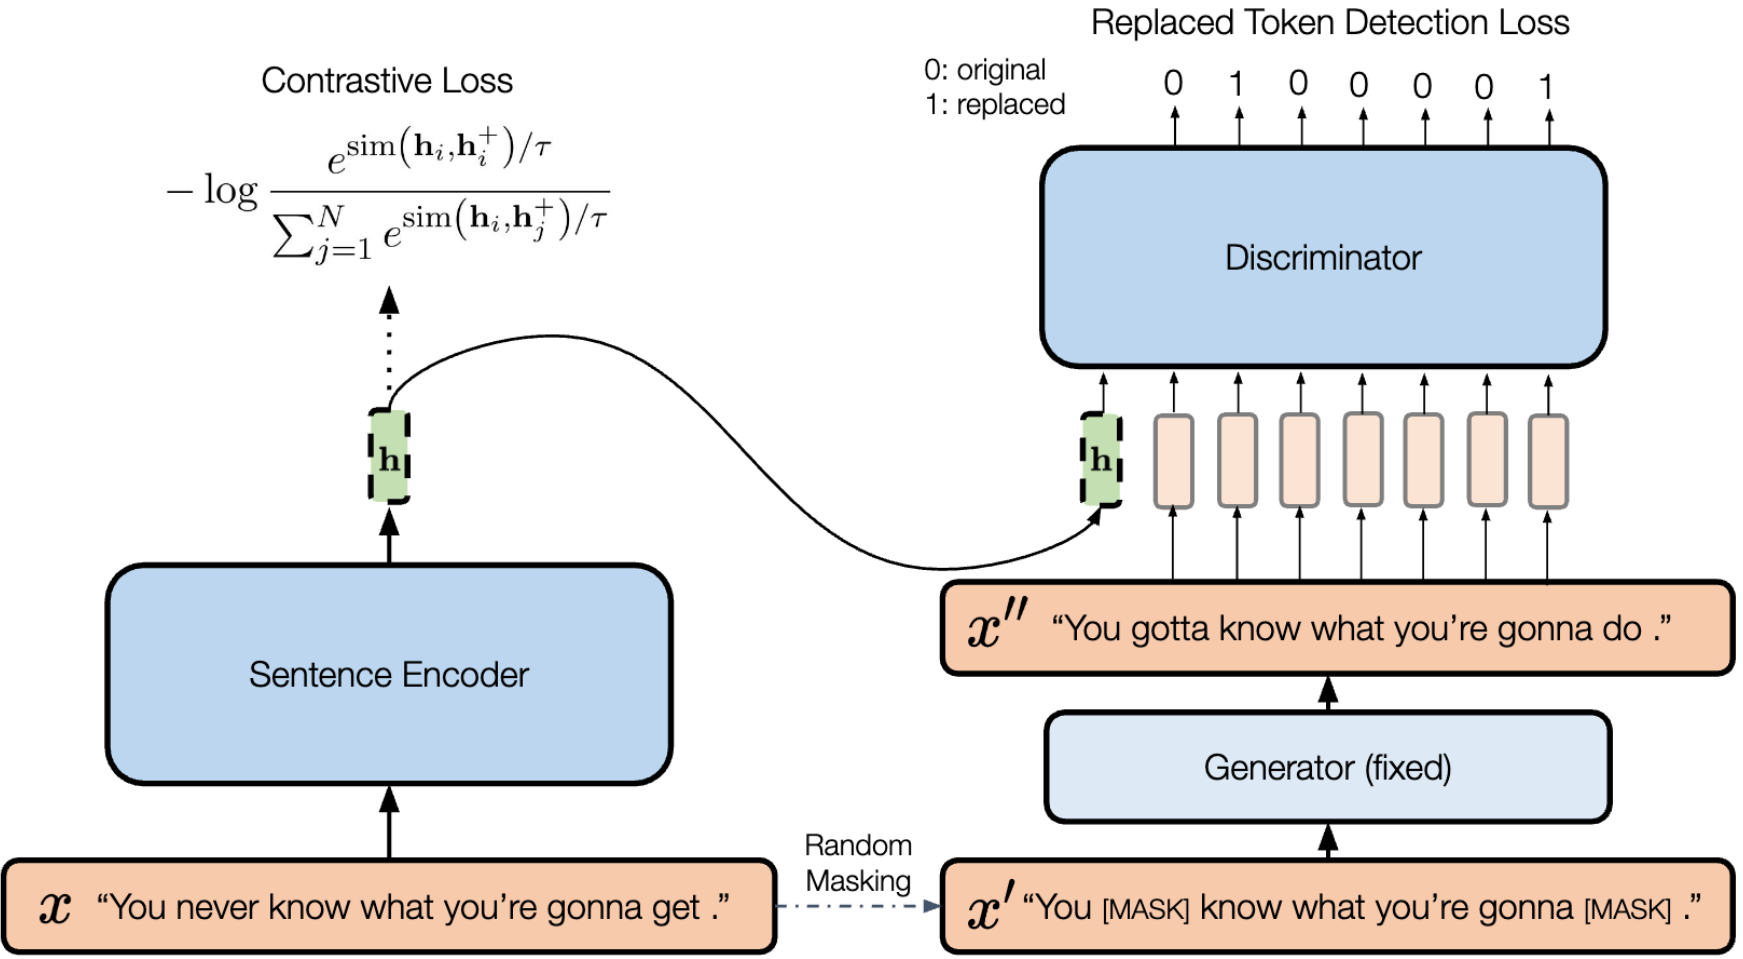 Replaced Token Detection Loss
0: original
1: replaced
0 1 0 0 0 0 1
Contrastive Loss
− log e^{sim(h_i,h_i^+)/τ} / ∑_{j=1}^{N} e^{sim(h_i,h_j^+)/τ}
Discriminator
h
h
Sentence Encoder
x″ “You gotta know what you’re gonna do .”
Generator (fixed)
Random
Masking
x “You never know what you’re gonna get .”
x′ “You [MASK] know what you’re gonna [MASK] .”